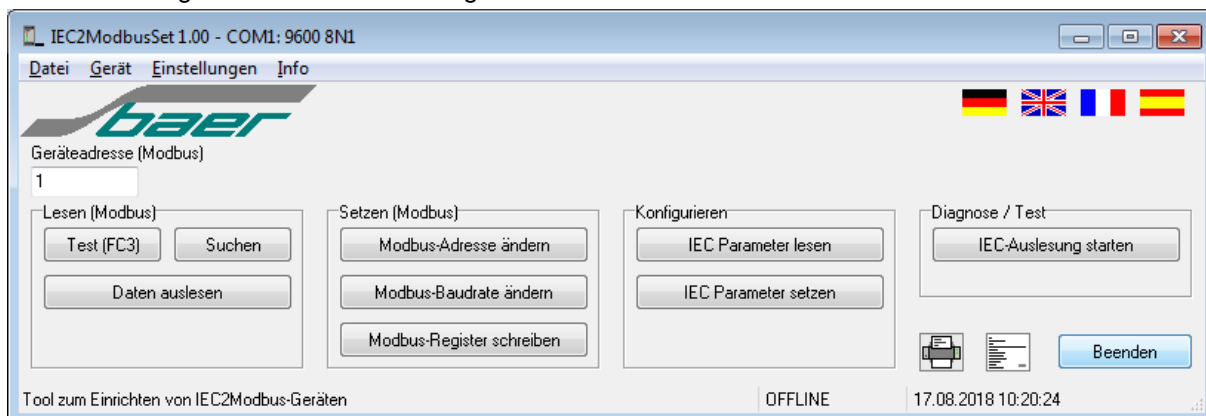 IEC2ModbusSet 1.00 - COM1: 9600 8N1
Datei Gerät Einstellungen Info
baer
Geräteadresse (Modbus)
1
Lesen (Modbus) Setzen (Modbus) Konfigurieren Diagnose / Test
Test (FC3) Suchen Modbus-Adresse ändern IEC Parameter lesen IEC-Auslesung starten
Daten auslesen Modbus-Baudrate ändern IEC Parameter setzen
Modbus-Register schreiben Beenden
Tool zum Einrichten von IEC2Modbus-Geräten OFFLINE 17.08.2018 10:20:24